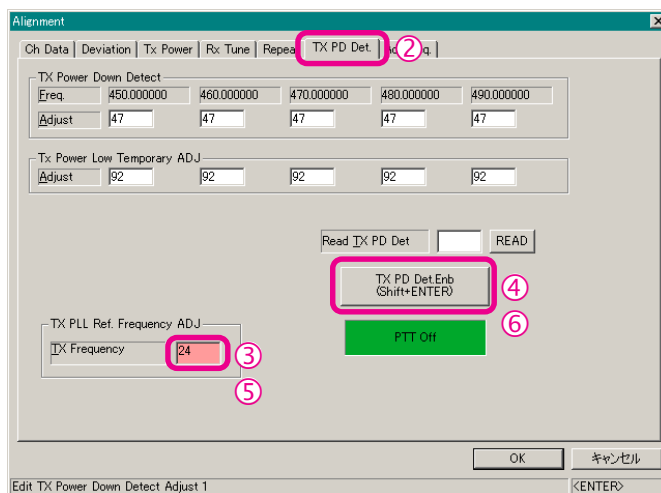 Alignment
Ch Data Deviation Tx Power Rx Tune Repea TX PD Det. ②
TX Power Down Detect
Freq. 450.000000 460.000000 470.000000 480.000000 490.000000
Adjust 47 47 47 47 47
Tx Power Low Temporary ADJ
Adjust 92 92 92 92 92
Read TX PD Det READ
TX PD Det.Enb
(Shift+ENTER) ④
PTT Off ⑥
TX PLL Ref. Frequency ADJ
TX Frequency 24 ③
⑤
OK キャンセル
Edit TX Power Down Detect Adjust 1 <ENTER>